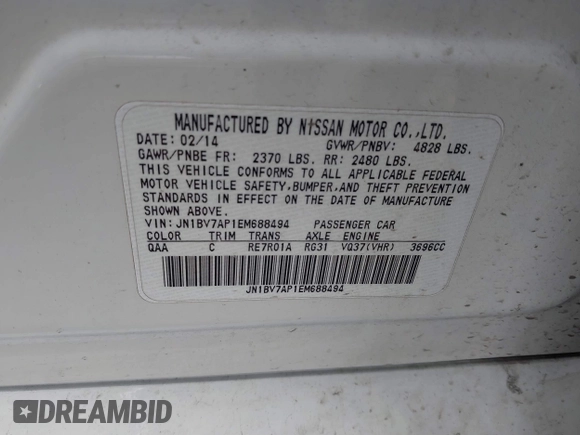 MANUFACTURED BY NISSAN MOTOR CO.,LTD.
DATE: 02/14 GVWR/PNBV: 4828 LBS.
GAWR/PNBE FR: 2370 LBS. RR: 2480 LBS.
THIS VEHICLE CONFORMS TO ALL APPLICABLE FEDERAL
MOTOR VEHICLE SAFETY,BUMPER,AND THEFT PREVENTION
STANDARDS IN EFFECT ON THE DATE OF MANUFACTURE
SHOWN ABOVE.
VIN: JN1BV7AP1EM688494 PASSENGER CAR
COLOR TRIM TRANS AXLE ENGINE
QAA C RE7R01A RG31 VQ37(VHR) 3696CC
JN1BV7AP1EM688494
DREAMBID